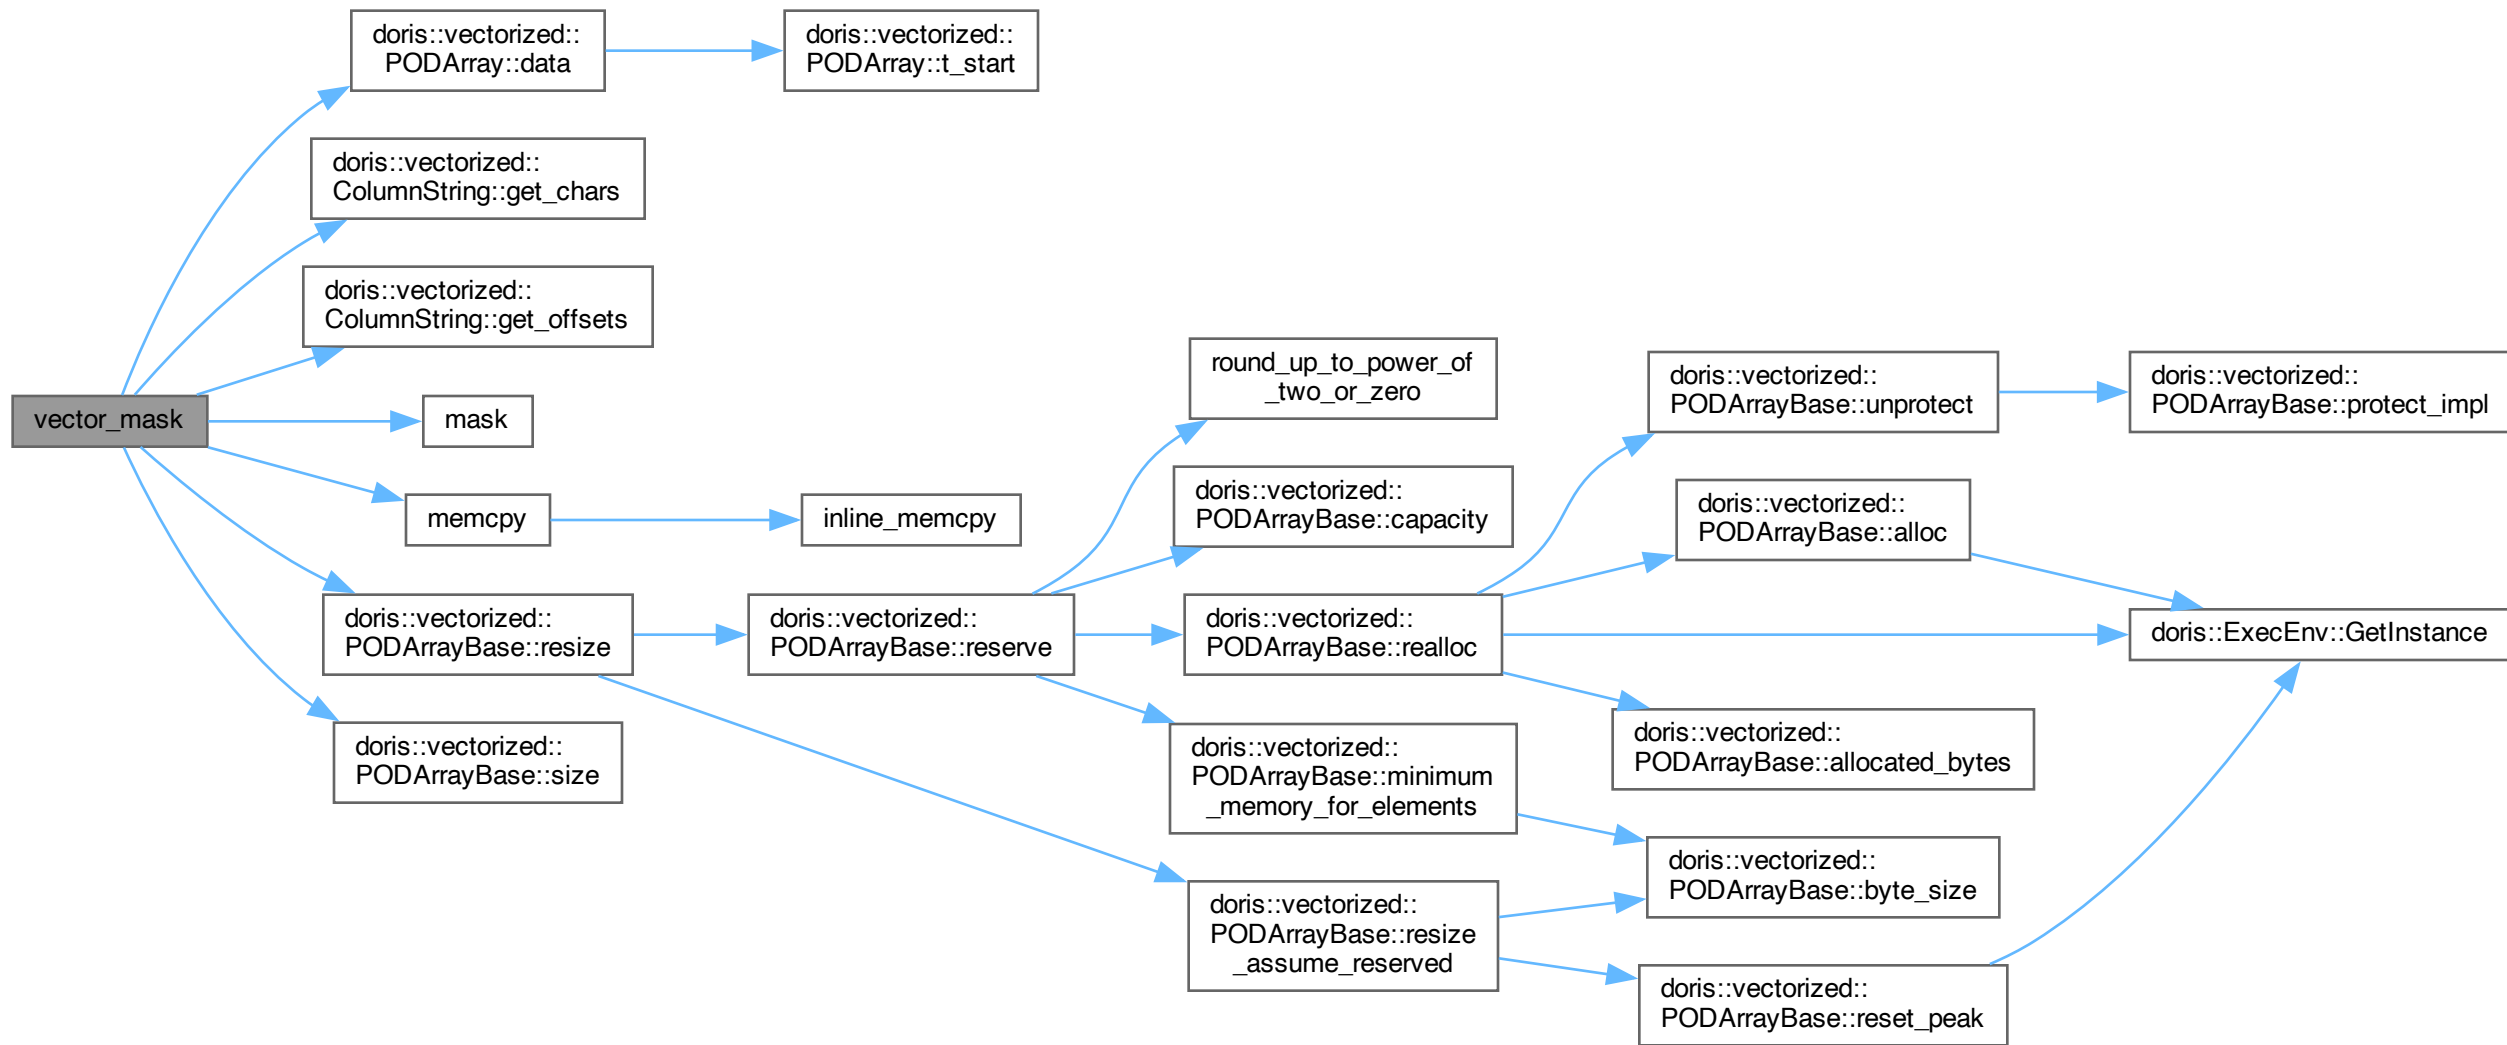 doris::vectorized::
PODArray::data
doris::vectorized::
PODArray::t_start
doris::vectorized::
ColumnString::get_chars
doris::vectorized::
ColumnString::get_offsets
vector_mask
mask
memcpy
inline_memcpy
doris::vectorized::
PODArrayBase::resize
doris::vectorized::
PODArrayBase::size
doris::vectorized::
PODArrayBase::reserve
round_up_to_power_of
_two_or_zero
doris::vectorized::
PODArrayBase::capacity
doris::vectorized::
PODArrayBase::realloc
doris::vectorized::
PODArrayBase::minimum
_memory_for_elements
doris::vectorized::
PODArrayBase::resize
_assume_reserved
doris::vectorized::
PODArrayBase::unprotect
doris::vectorized::
PODArrayBase::alloc
doris::vectorized::
PODArrayBase::allocated_bytes
doris::vectorized::
PODArrayBase::byte_size
doris::vectorized::
PODArrayBase::reset_peak
doris::vectorized::
PODArrayBase::protect_impl
doris::ExecEnv::GetInstance